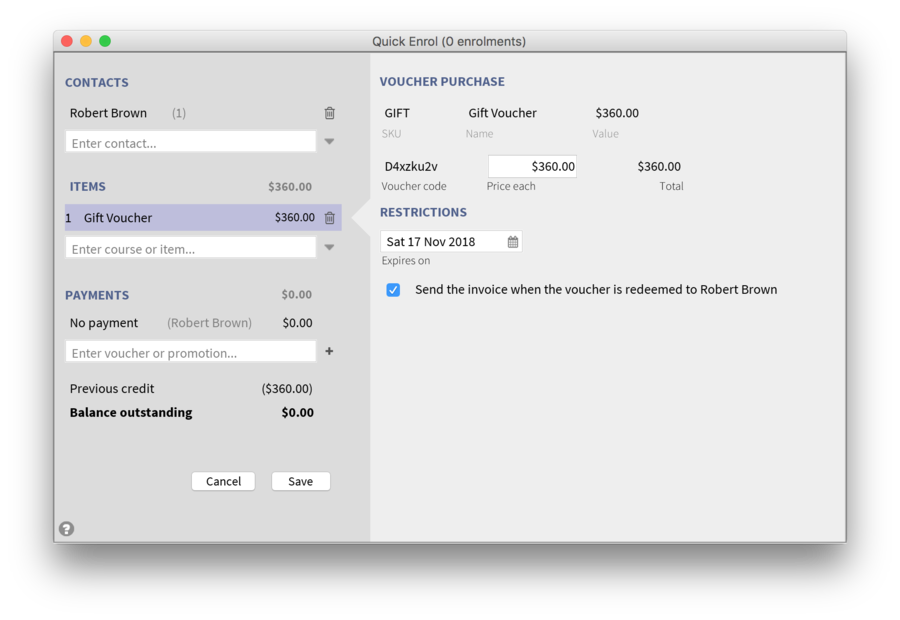 Quick Enrol (0 enrolments)
CONTACTS
Robert Brown (1)
Enter contact...
ITEMS $360.00
1 Gift Voucher $360.00
Enter course or item...
PAYMENTS $0.00
No payment (Robert Brown) $0.00
Enter voucher or promotion...
Previous credit ($360.00)
Balance outstanding $0.00
Cancel Save
?
VOUCHER PURCHASE
GIFT Gift Voucher $360.00
SKU Name Value
D4xzku2v $360.00 $360.00
Voucher code Price each Total
RESTRICTIONS
Sat 17 Nov 2018
Expires on
Send the invoice when the voucher is redeemed to Robert Brown